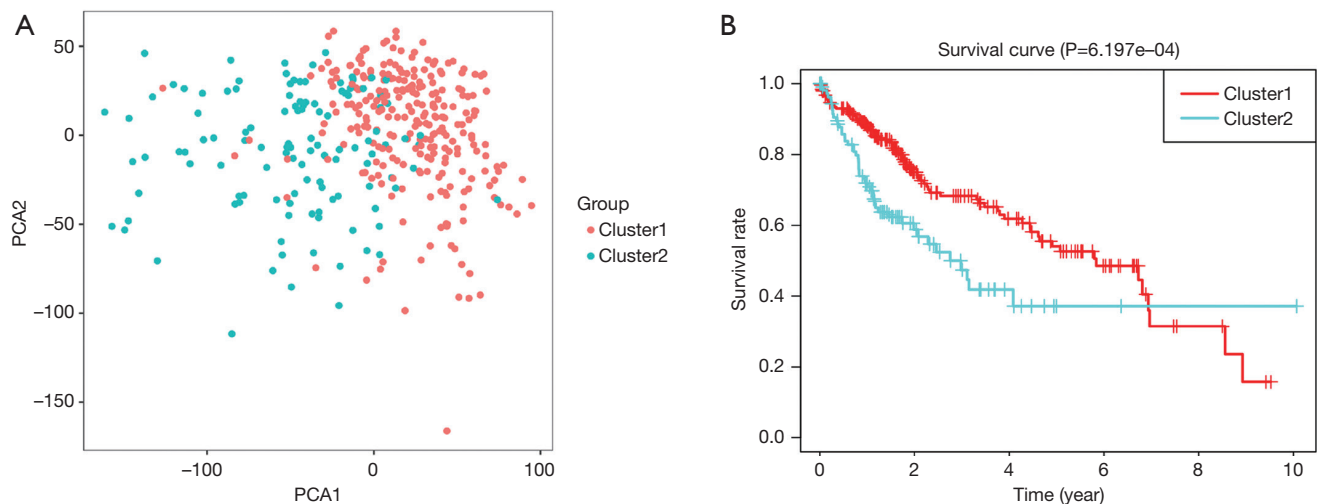 A
50
0
−50
−100
−150
PCA2
−100
0
100
PCA1
Group
Cluster1
Cluster2
B
Survival curve (P=6.197e−04)
Cluster1
Cluster2
1.0
0.8
0.6
0.4
0.2
0.0
Survival rate
0
2
4
6
8
10
Time (year)